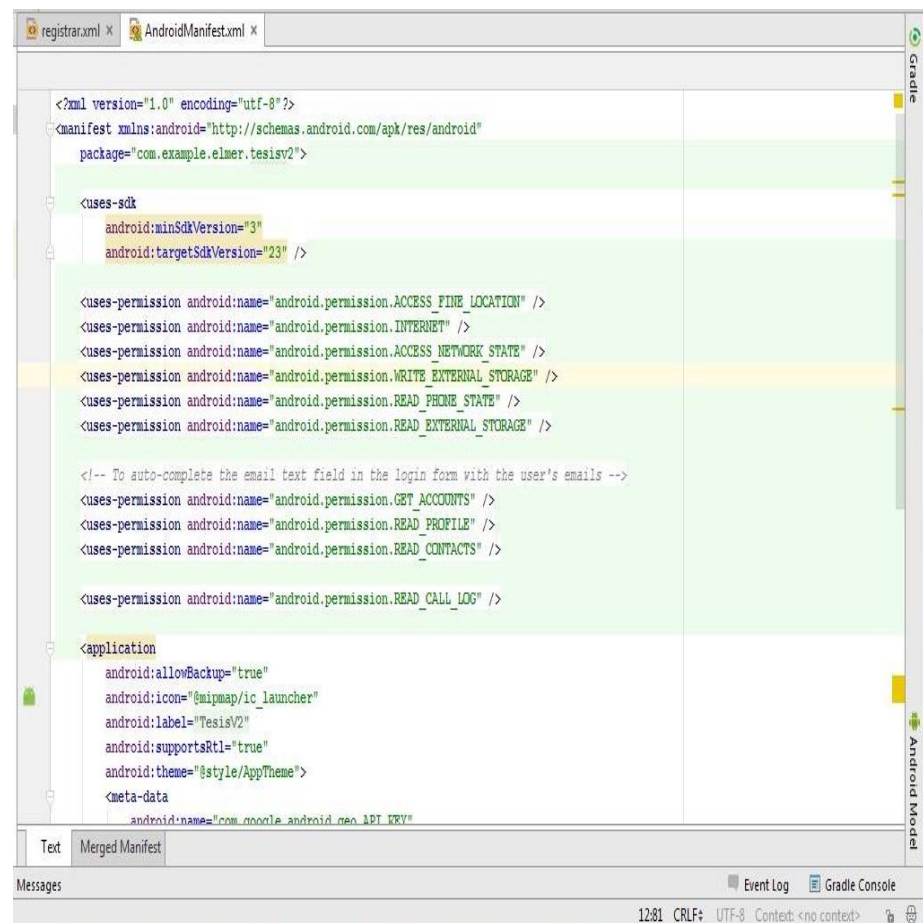 registrar.xml × AndroidManifest.xml ×
Gradle
<?xml version="1.0" encoding="utf-8"?>
<manifest xmlns:android="http://schemas.android.com/apk/res/android"
package="com.example.elmer.tesisv2">
<uses-sdk
android:minSdkVersion="3"
android:targetSdkVersion="23" />
<uses-permission android:name="android.permission.ACCESS_FINE_LOCATION" />
<uses-permission android:name="android.permission.INTERNET" />
<uses-permission android:name="android.permission.ACCESS_NETWORK_STATE" />
<uses-permission android:name="android.permission.WRITE_EXTERNAL_STORAGE" />
<uses-permission android:name="android.permission.READ_PHONE_STATE" />
<uses-permission android:name="android.permission.READ_EXTERNAL_STORAGE" />
<!-- To auto-complete the email text field in the login form with the user's emails -->
<uses-permission android:name="android.permission.GET_ACCOUNTS" />
<uses-permission android:name="android.permission.READ_PROFILE" />
<uses-permission android:name="android.permission.READ_CONTACTS" />
<uses-permission android:name="android.permission.READ_CALL_LOG" />
<application
android:allowBackup="true"
android:icon="@mipmap/ic_launcher"
android:label="TesisV2"
android:supportsRtl="true"
android:theme="@style/AppTheme">
<meta-data
android:name="com.google.android.geo.API_KEY"
Android Model
Text Merged Manifest
Messages Event Log Gradle Console
12:81 CRLF UTF-8 Context: <no context>